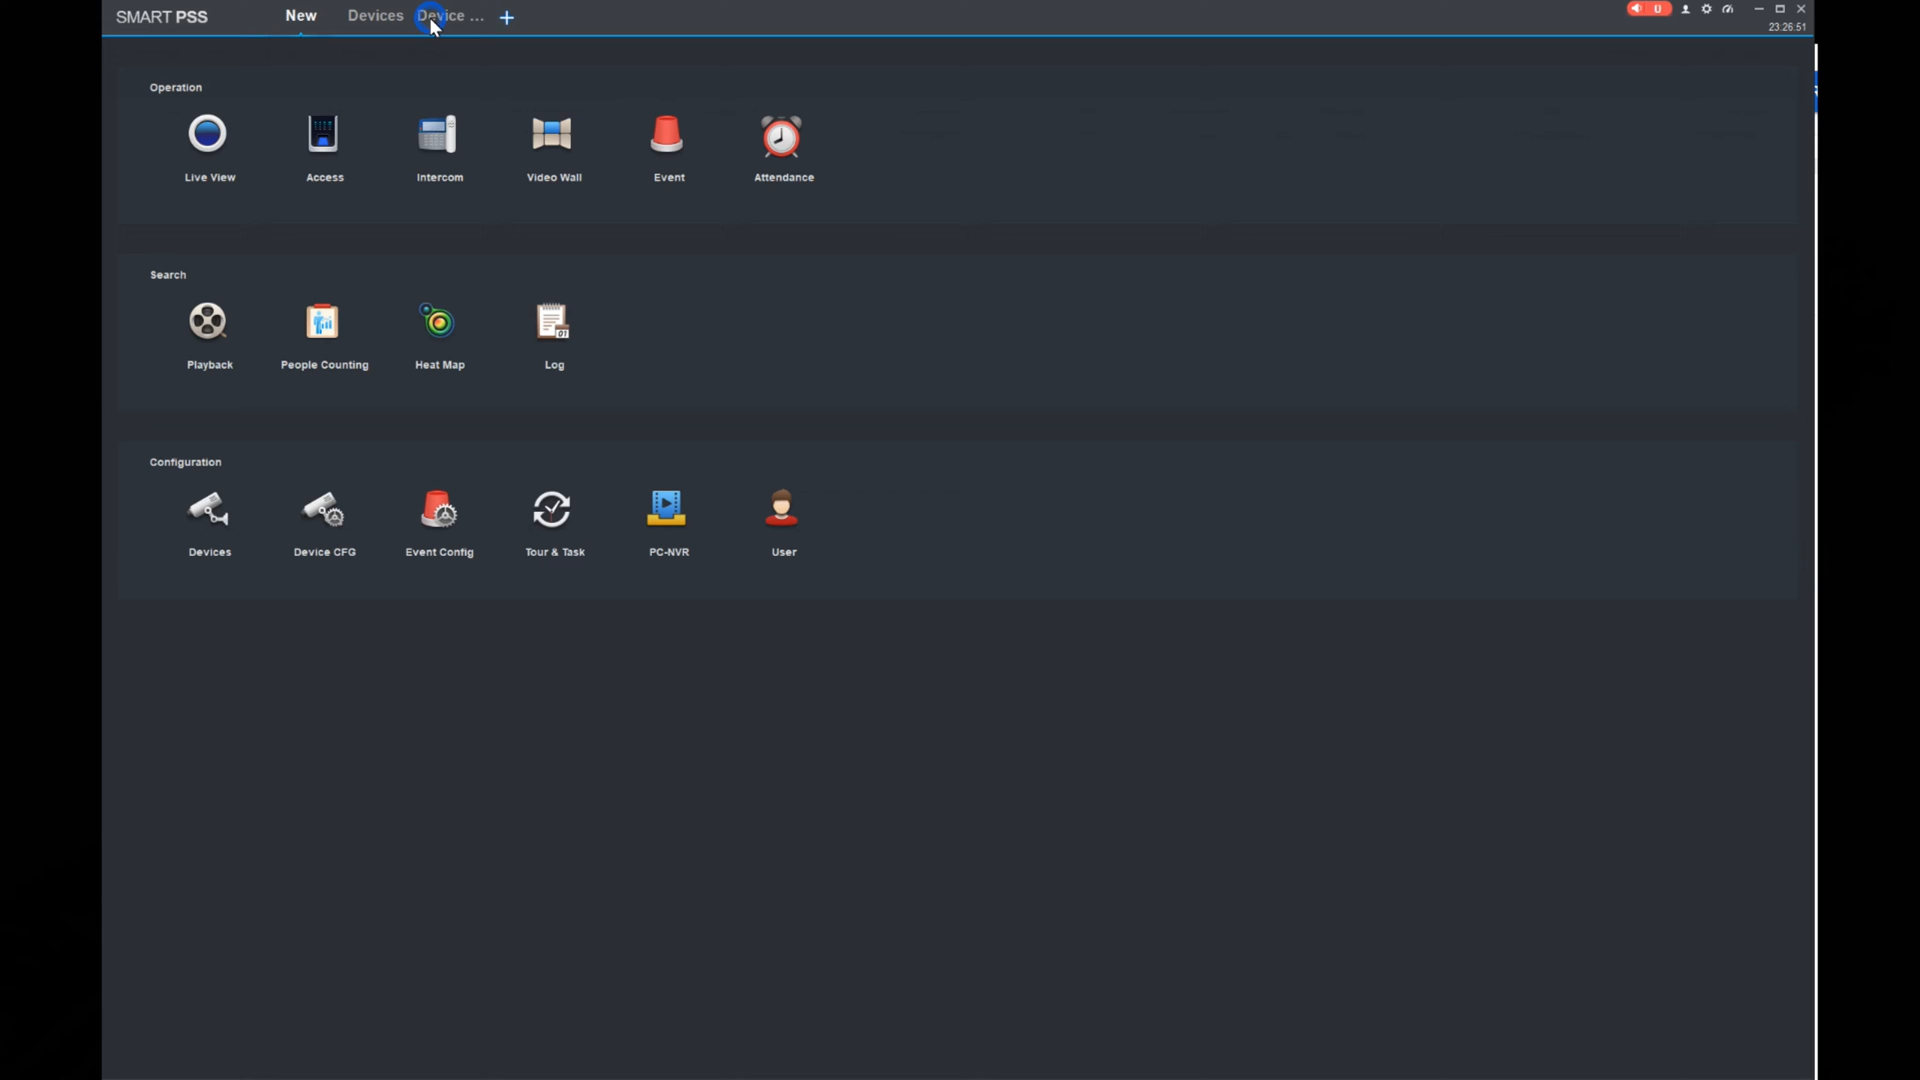 SMART PSS New Devices Device ... +
23:26:51
Operation
Live View Access Intercom Video Wall Event Attendance
Search
Playback People Counting Heat Map Log
Configuration
Devices Device CFG Event Config Tour & Task PC-NVR User